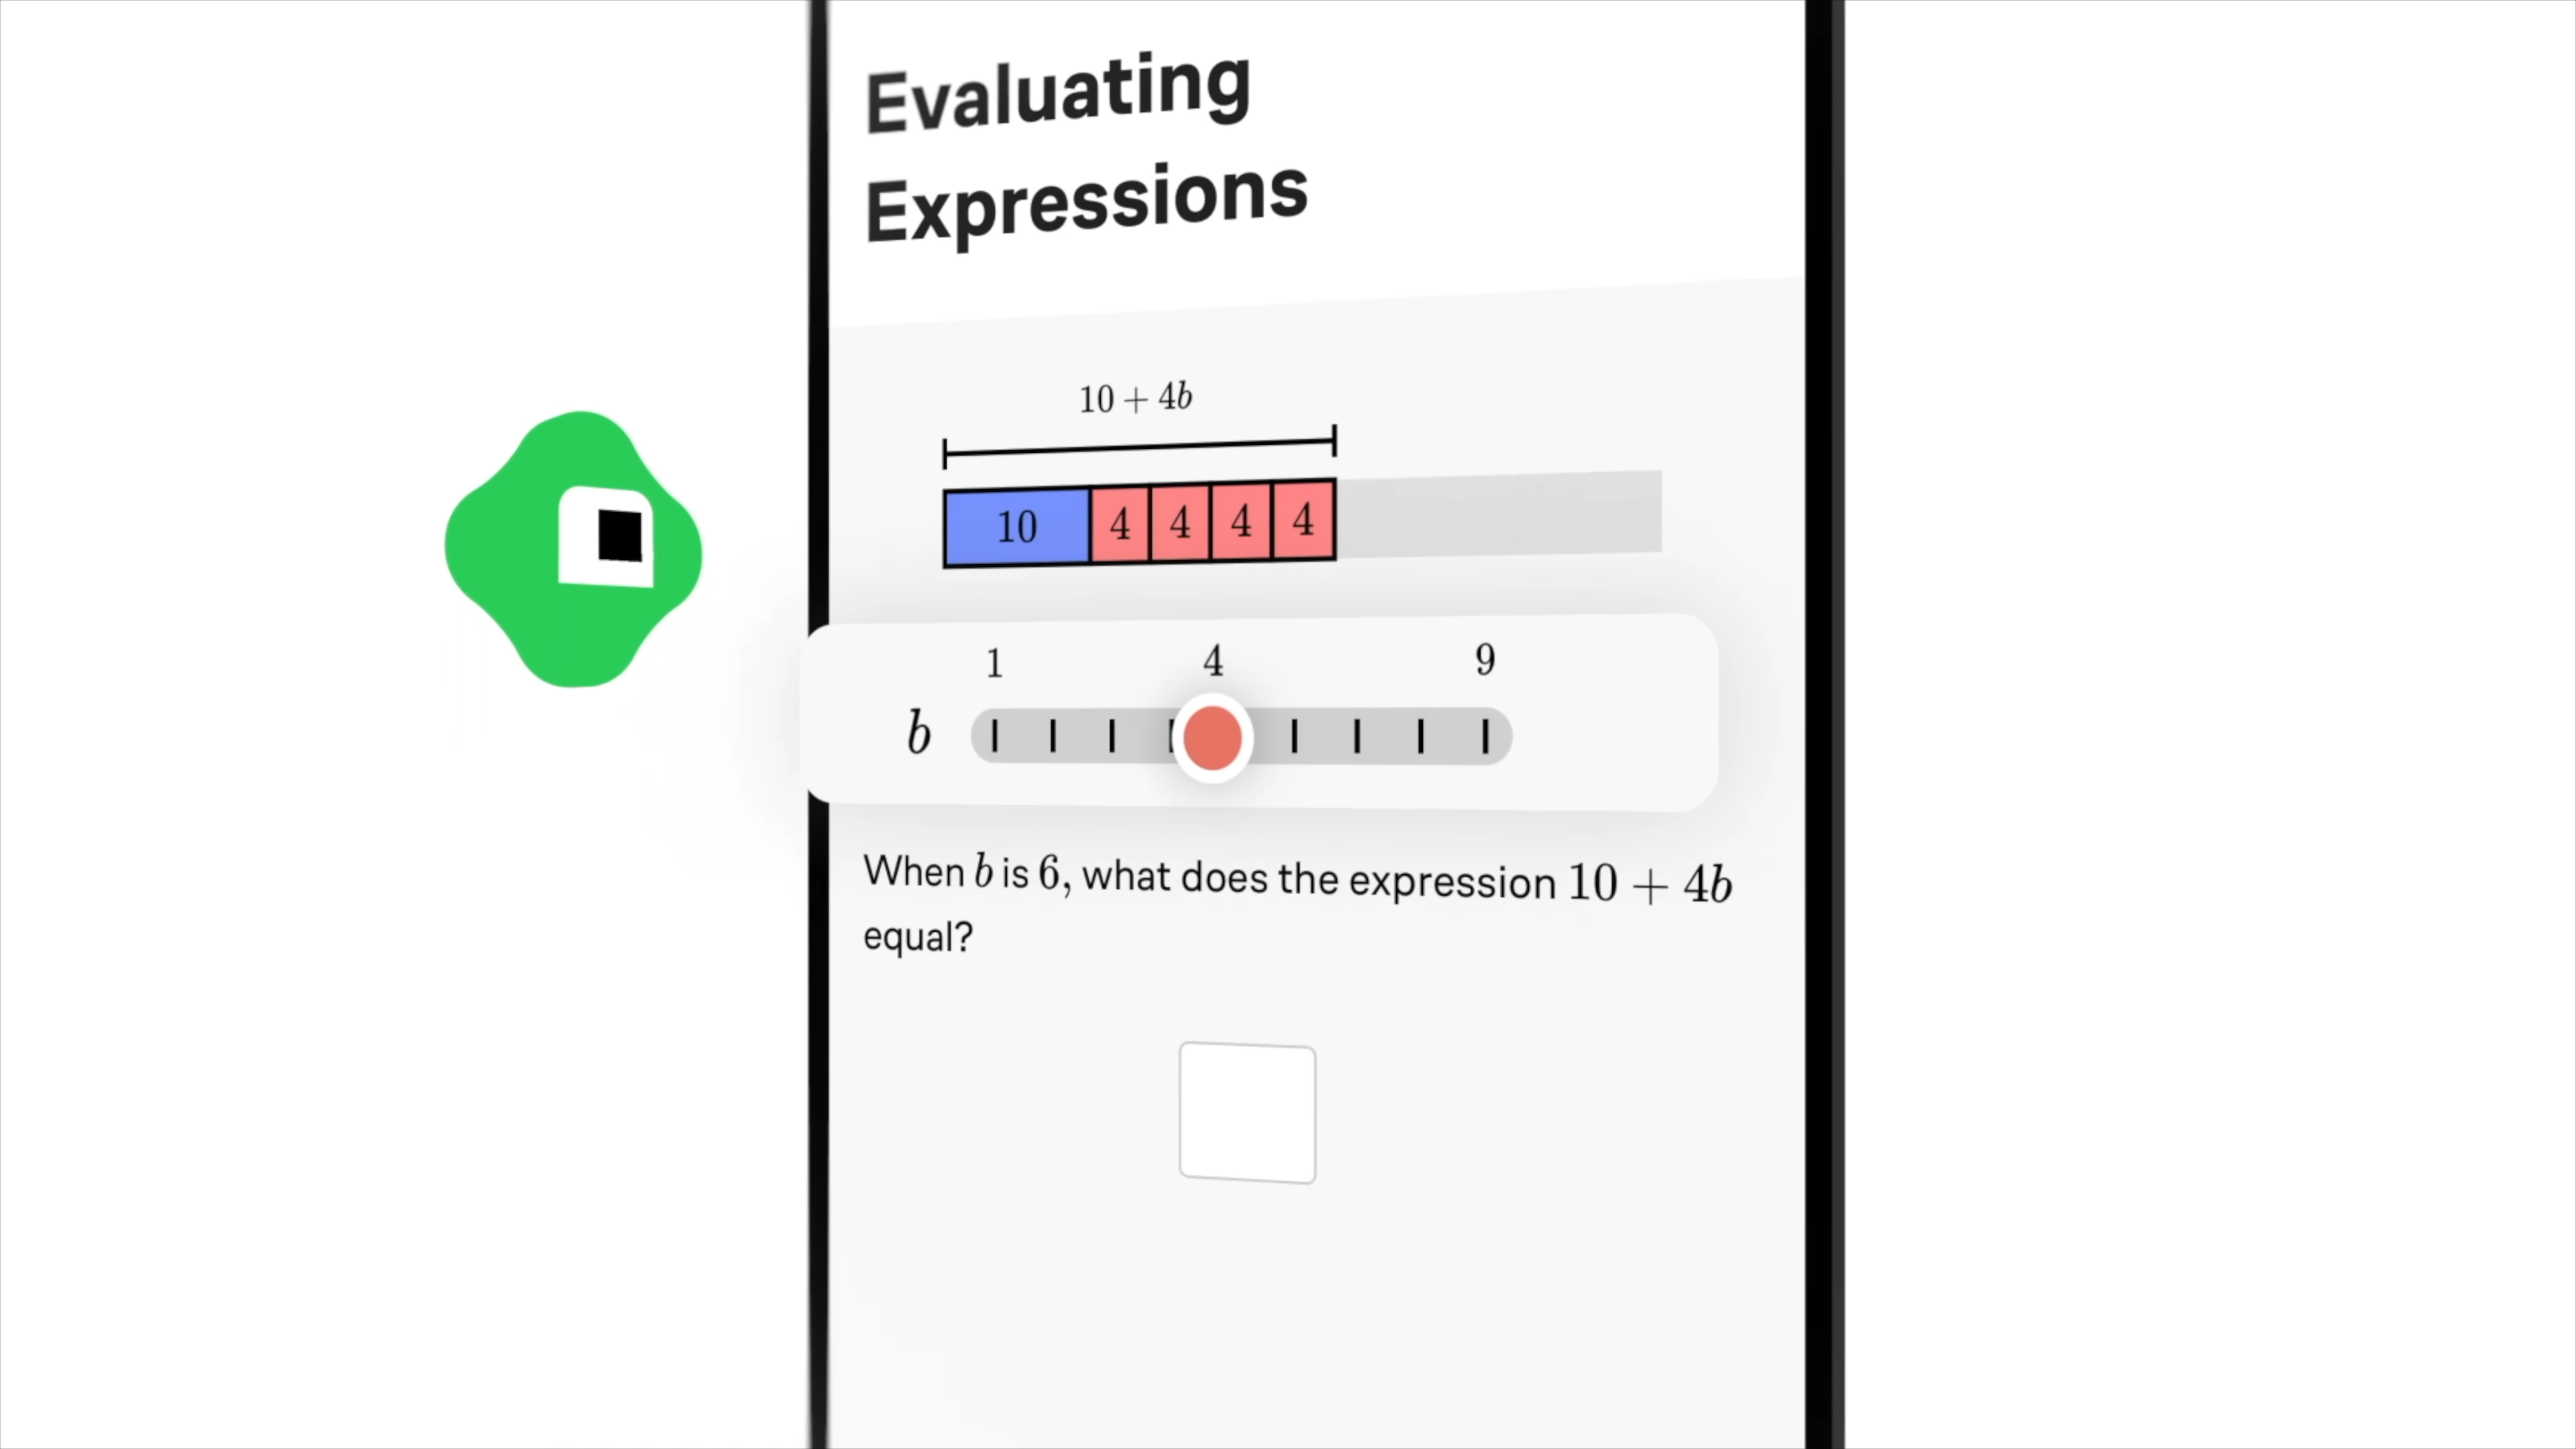 Evaluating
Expressions
10 + 4b
10 4 4 4 4
1 4 9
b
When b is 6, what does the expression 10 + 4b
equal?